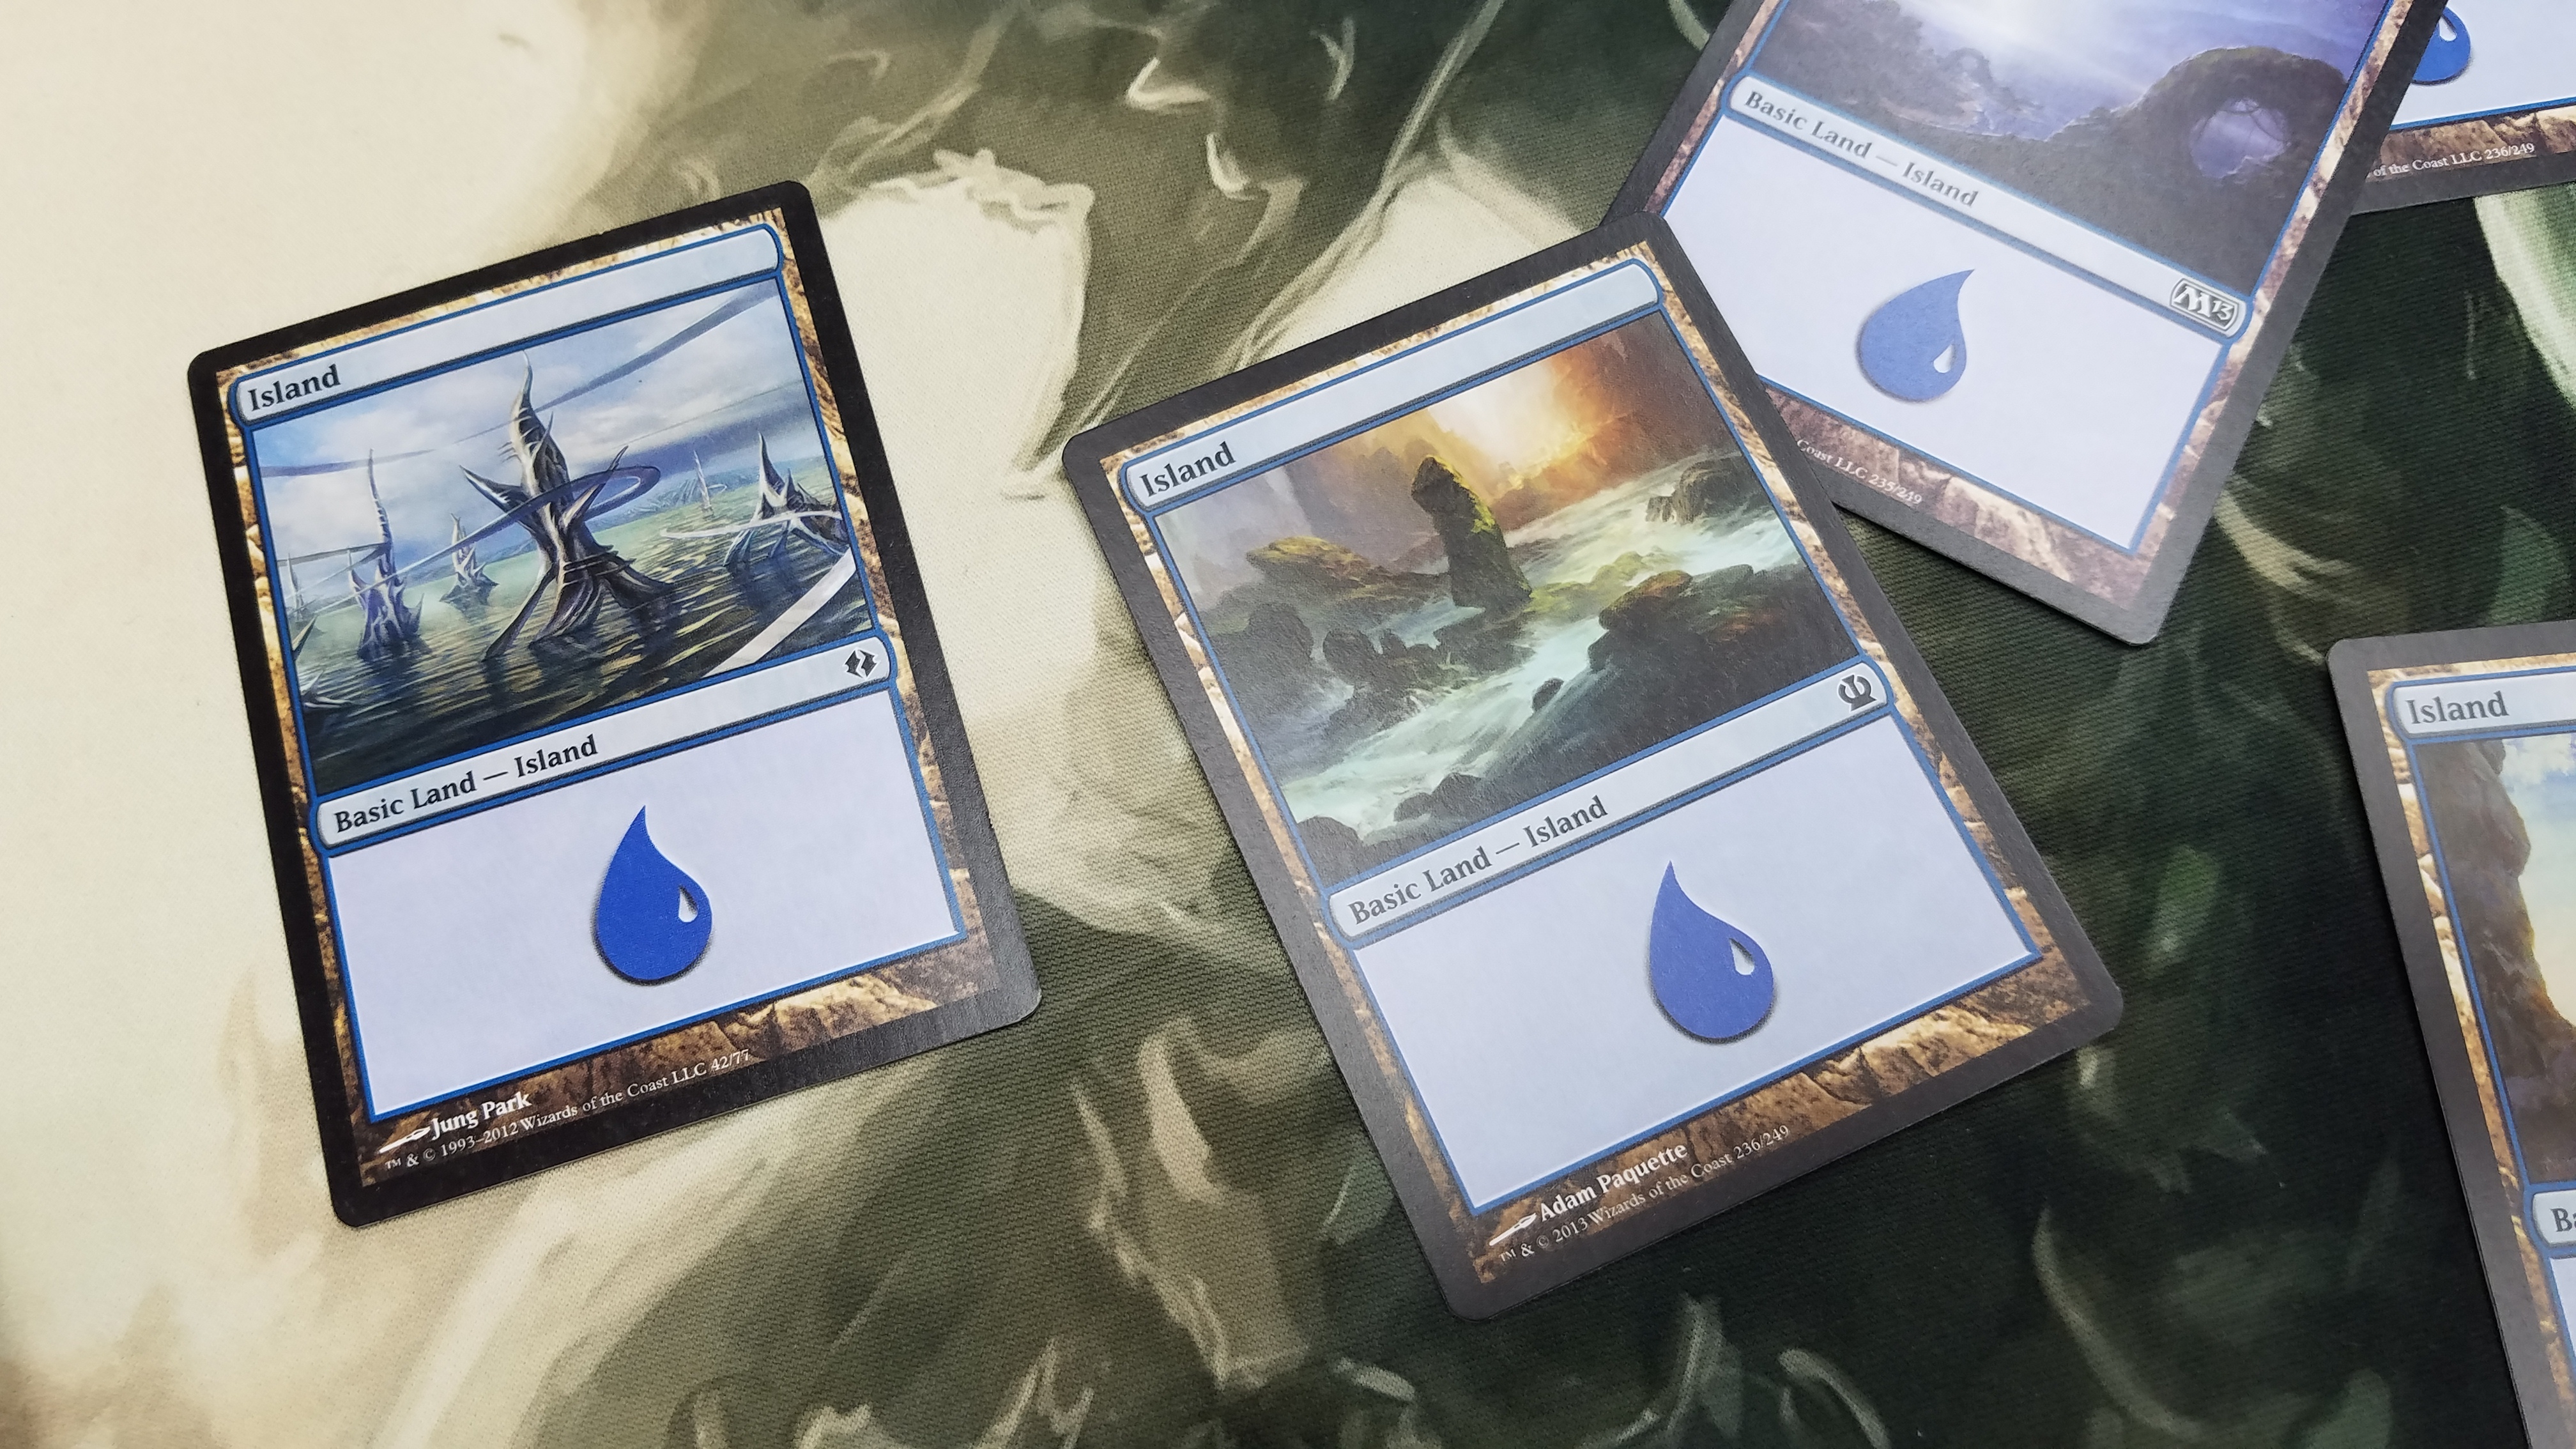 Island
Basic Land — Island
Jung Park
™ & © 1993–2012 Wizards of the Coast LLC 42/77
Island
Basic Land — Island
Adam Paquette
™ & © 2013 Wizards of the Coast 236/249
Basic Land — Island
M13
Coast LLC 235/249
of the Coast LLC 236/249
Island